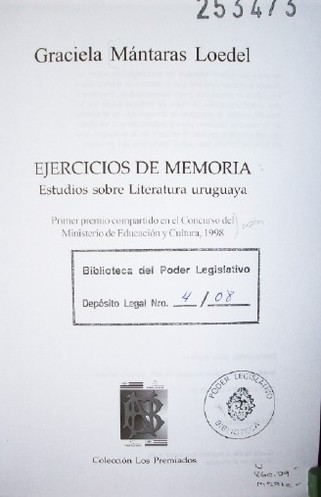 253473
Graciela Mántaras Loedel
EJERCICIOS DE MEMORIA
Estudios sobre Literatura uruguaya
Primer premio compartido en el Concurso del
Ministerio de Educación y Cultura, 1998
Biblioteca del Poder Legislativo
Depósito Legal Nro. 4 / 08
PODER LEGISLATIVO
BIBLIOTECA
Colección Los Premiados
U
860.09